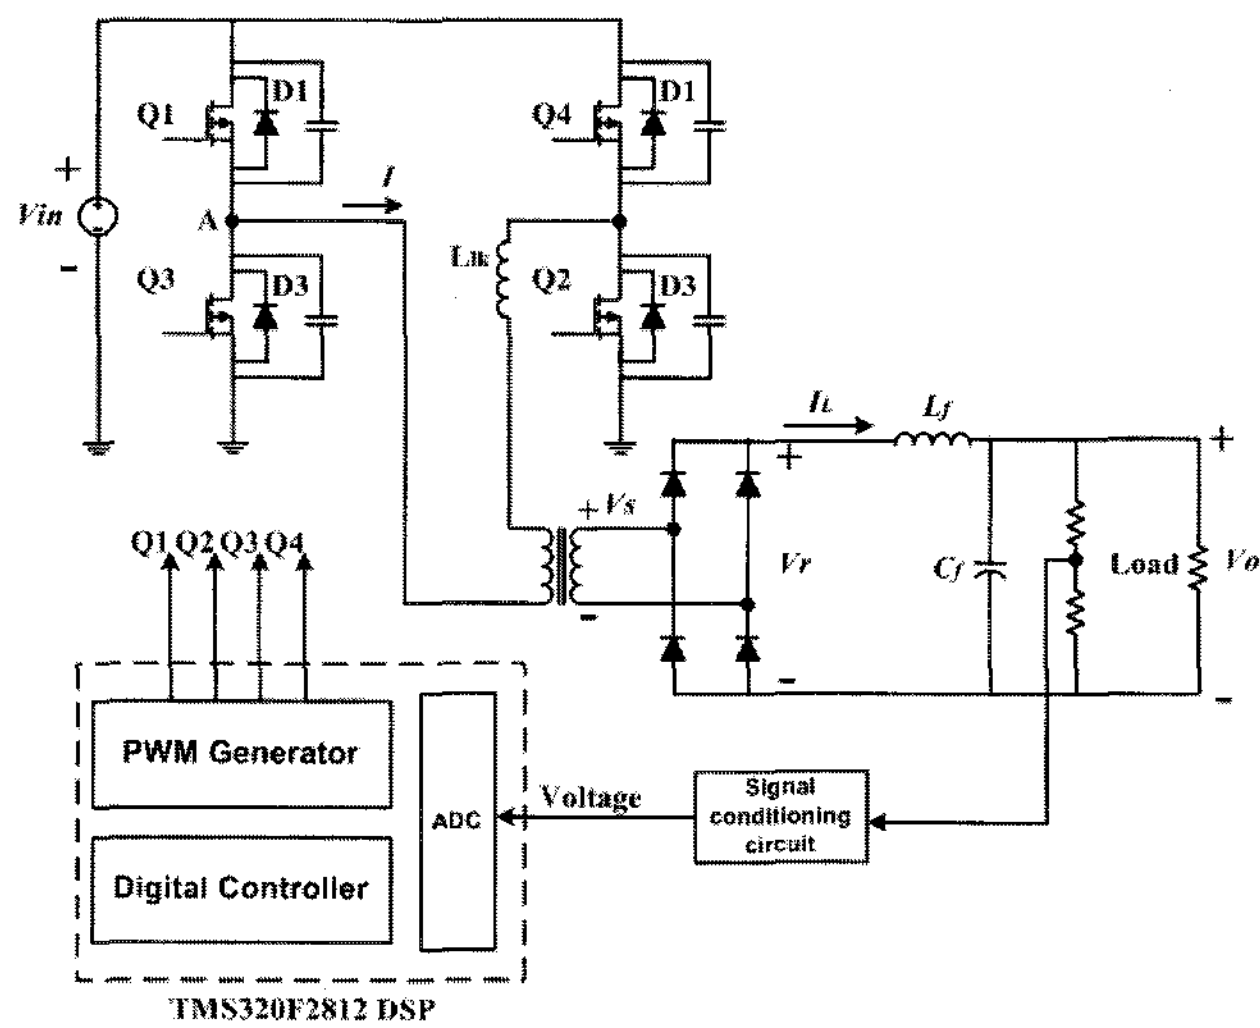 D1
D1
Q1
Q4
+
I
Vin
A
-
Llk
Q3
D3
Q2
D3
IL
Lf
+
+
+ Vs
Q1 Q2 Q3 Q4
Vr
Cf
Load
Vo
-
-
-
PWM Generator
Signal
conditioning
circuit
Voltage
ADC
Digital Controller
TMS320F2812 DSP